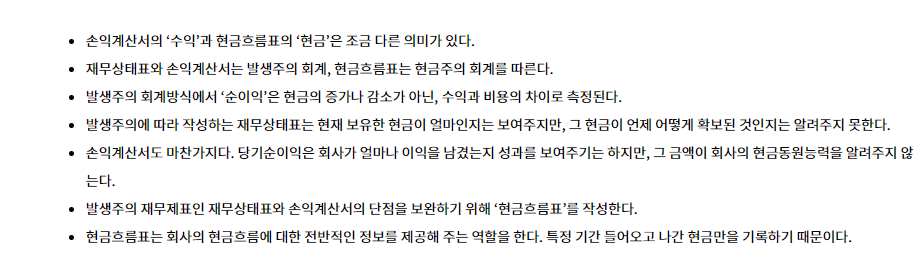 손익계산서의 ‘수익’과 현금흐름표의 ‘현금’은 조금 다른 의미가 있다.
재무상태표와 손익계산서는 발생주의 회계, 현금흐름표는 현금주의 회계를 따른다.
발생주의 회계방식에서 ‘순이익’은 현금의 증가나 감소가 아닌, 수익과 비용의 차이로 측정된다.
발생주의에 따라 작성하는 재무상태표는 현재 보유한 현금이 얼마인지는 보여주지만, 그 현금이 언제 어떻게 확보된 것인지는 알려주지 못한다.
손익계산서도 마찬가지다. 당기순이익은 회사가 얼마나 이익을 남겼는지 성과를 보여주기는 하지만, 그 금액이 회사의 현금동원능력을 알려주지 않
는다.
발생주의 재무제표인 재무상태표와 손익계산서의 단점을 보완하기 위해 ‘현금흐름표’를 작성한다.
현금흐름표는 회사의 현금흐름에 대한 전반적인 정보를 제공해 주는 역할을 한다. 특정 기간 들어오고 나간 현금만을 기록하기 때문이다.